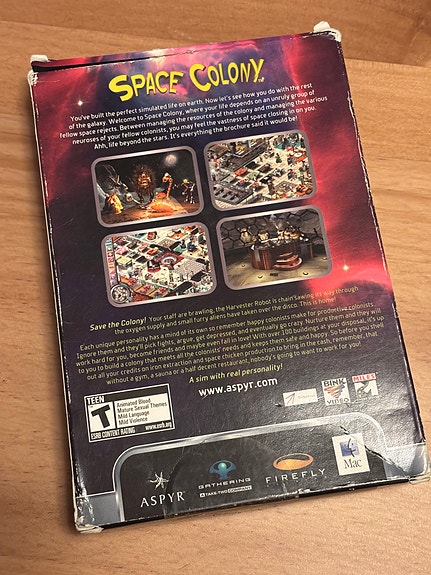 SPACE COLONY
You've built the perfect simulated life on earth. Now let's see how you do with the rest
of the galaxy. Welcome to Space Colony, where your life depends on an unruly group of
fellow space rejects. Between managing the resources of the colony and managing the various
neuroses of your fellow colonists, you may feel the vastness of space closing in on you.
Ahh, life beyond the stars. It's everything the brochure said it would be!
Save the Colony! Your staff are brawling, the Harvester Robot is chain'sawing its way through
the oxygen supply and small furry aliens have taken over the disco. This is home!
Each unique personality has a mind of its own so remember happy colonists make for productive colonists.
Ignore them and they'll pick fights, argue, get depressed, and eventually go crazy. Nurture them and they will
work hard for you, become friends and maybe even fall in love! With over 100 buildings at your disposal, it's up
to you to build a colony that meets all the colonists' needs and keeps them safe and happy. So before you shell
out all your credits on iron extraction and space chicken production to bring in the cash, remember, that
without a gym, a sauna or a half decent restaurant, nobody's going to want to work for you!
A sim with real personality!
www.aspyr.com
TEEN
T
Animated Blood
Mature Sexual Themes
Mild Language
Mild Violence
ESRB CONTENT RATING www.esrb.org
BINK
VIDEO
MILES
ASPYR
GATHERING
A TAKE-TWO COMPANY
FIREFLY
Mac